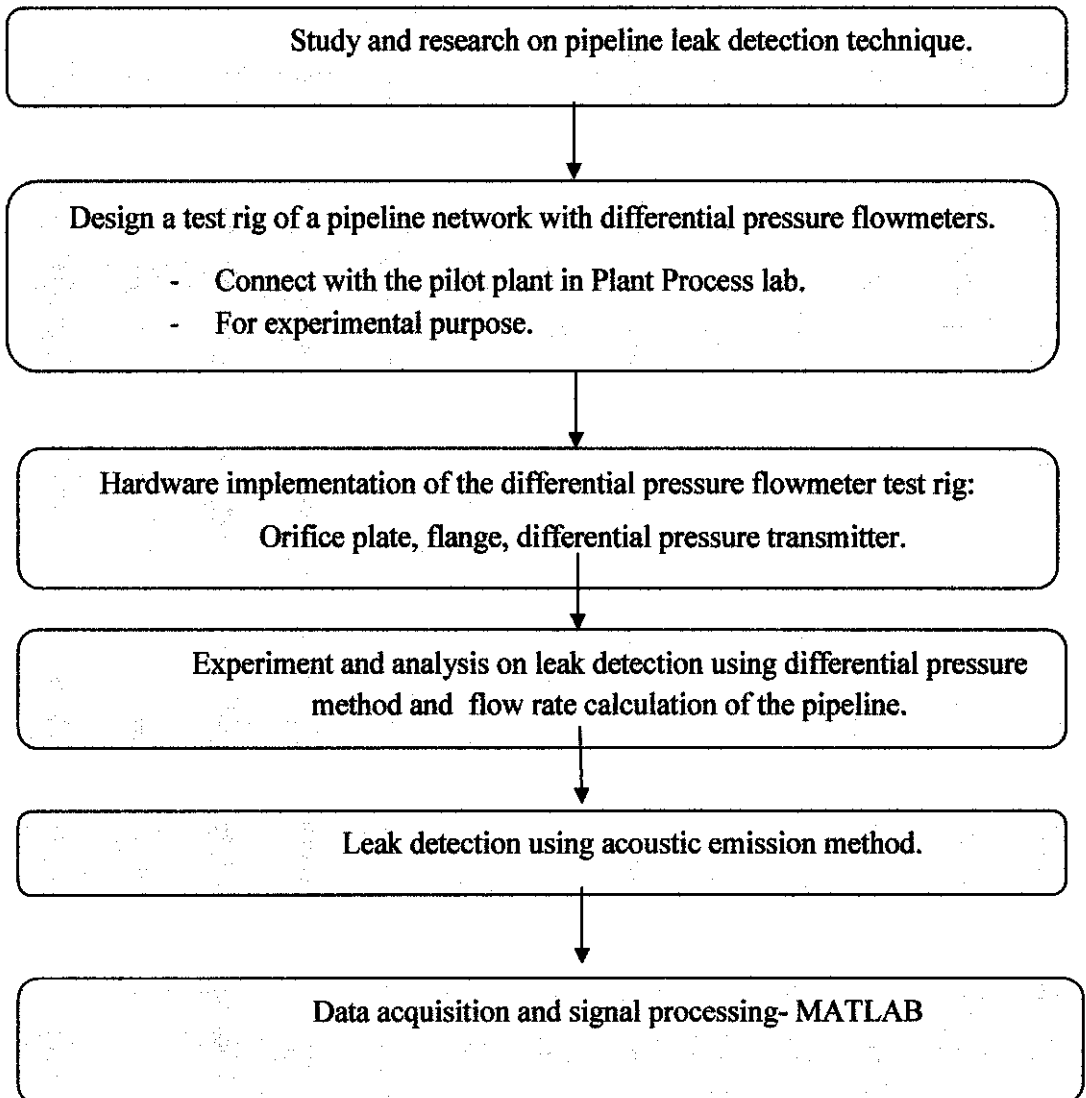 Study and research on pipeline leak detection technique.
Design a test rig of a pipeline network with differential pressure flowmeters.
- Connect with the pilot plant in Plant Process lab.
- For experimental purpose.
Hardware implementation of the differential pressure flowmeter test rig:
Orifice plate, flange, differential pressure transmitter.
Experiment and analysis on leak detection using differential pressure
method and flow rate calculation of the pipeline.
Leak detection using acoustic emission method.
Data acquisition and signal processing- MATLAB